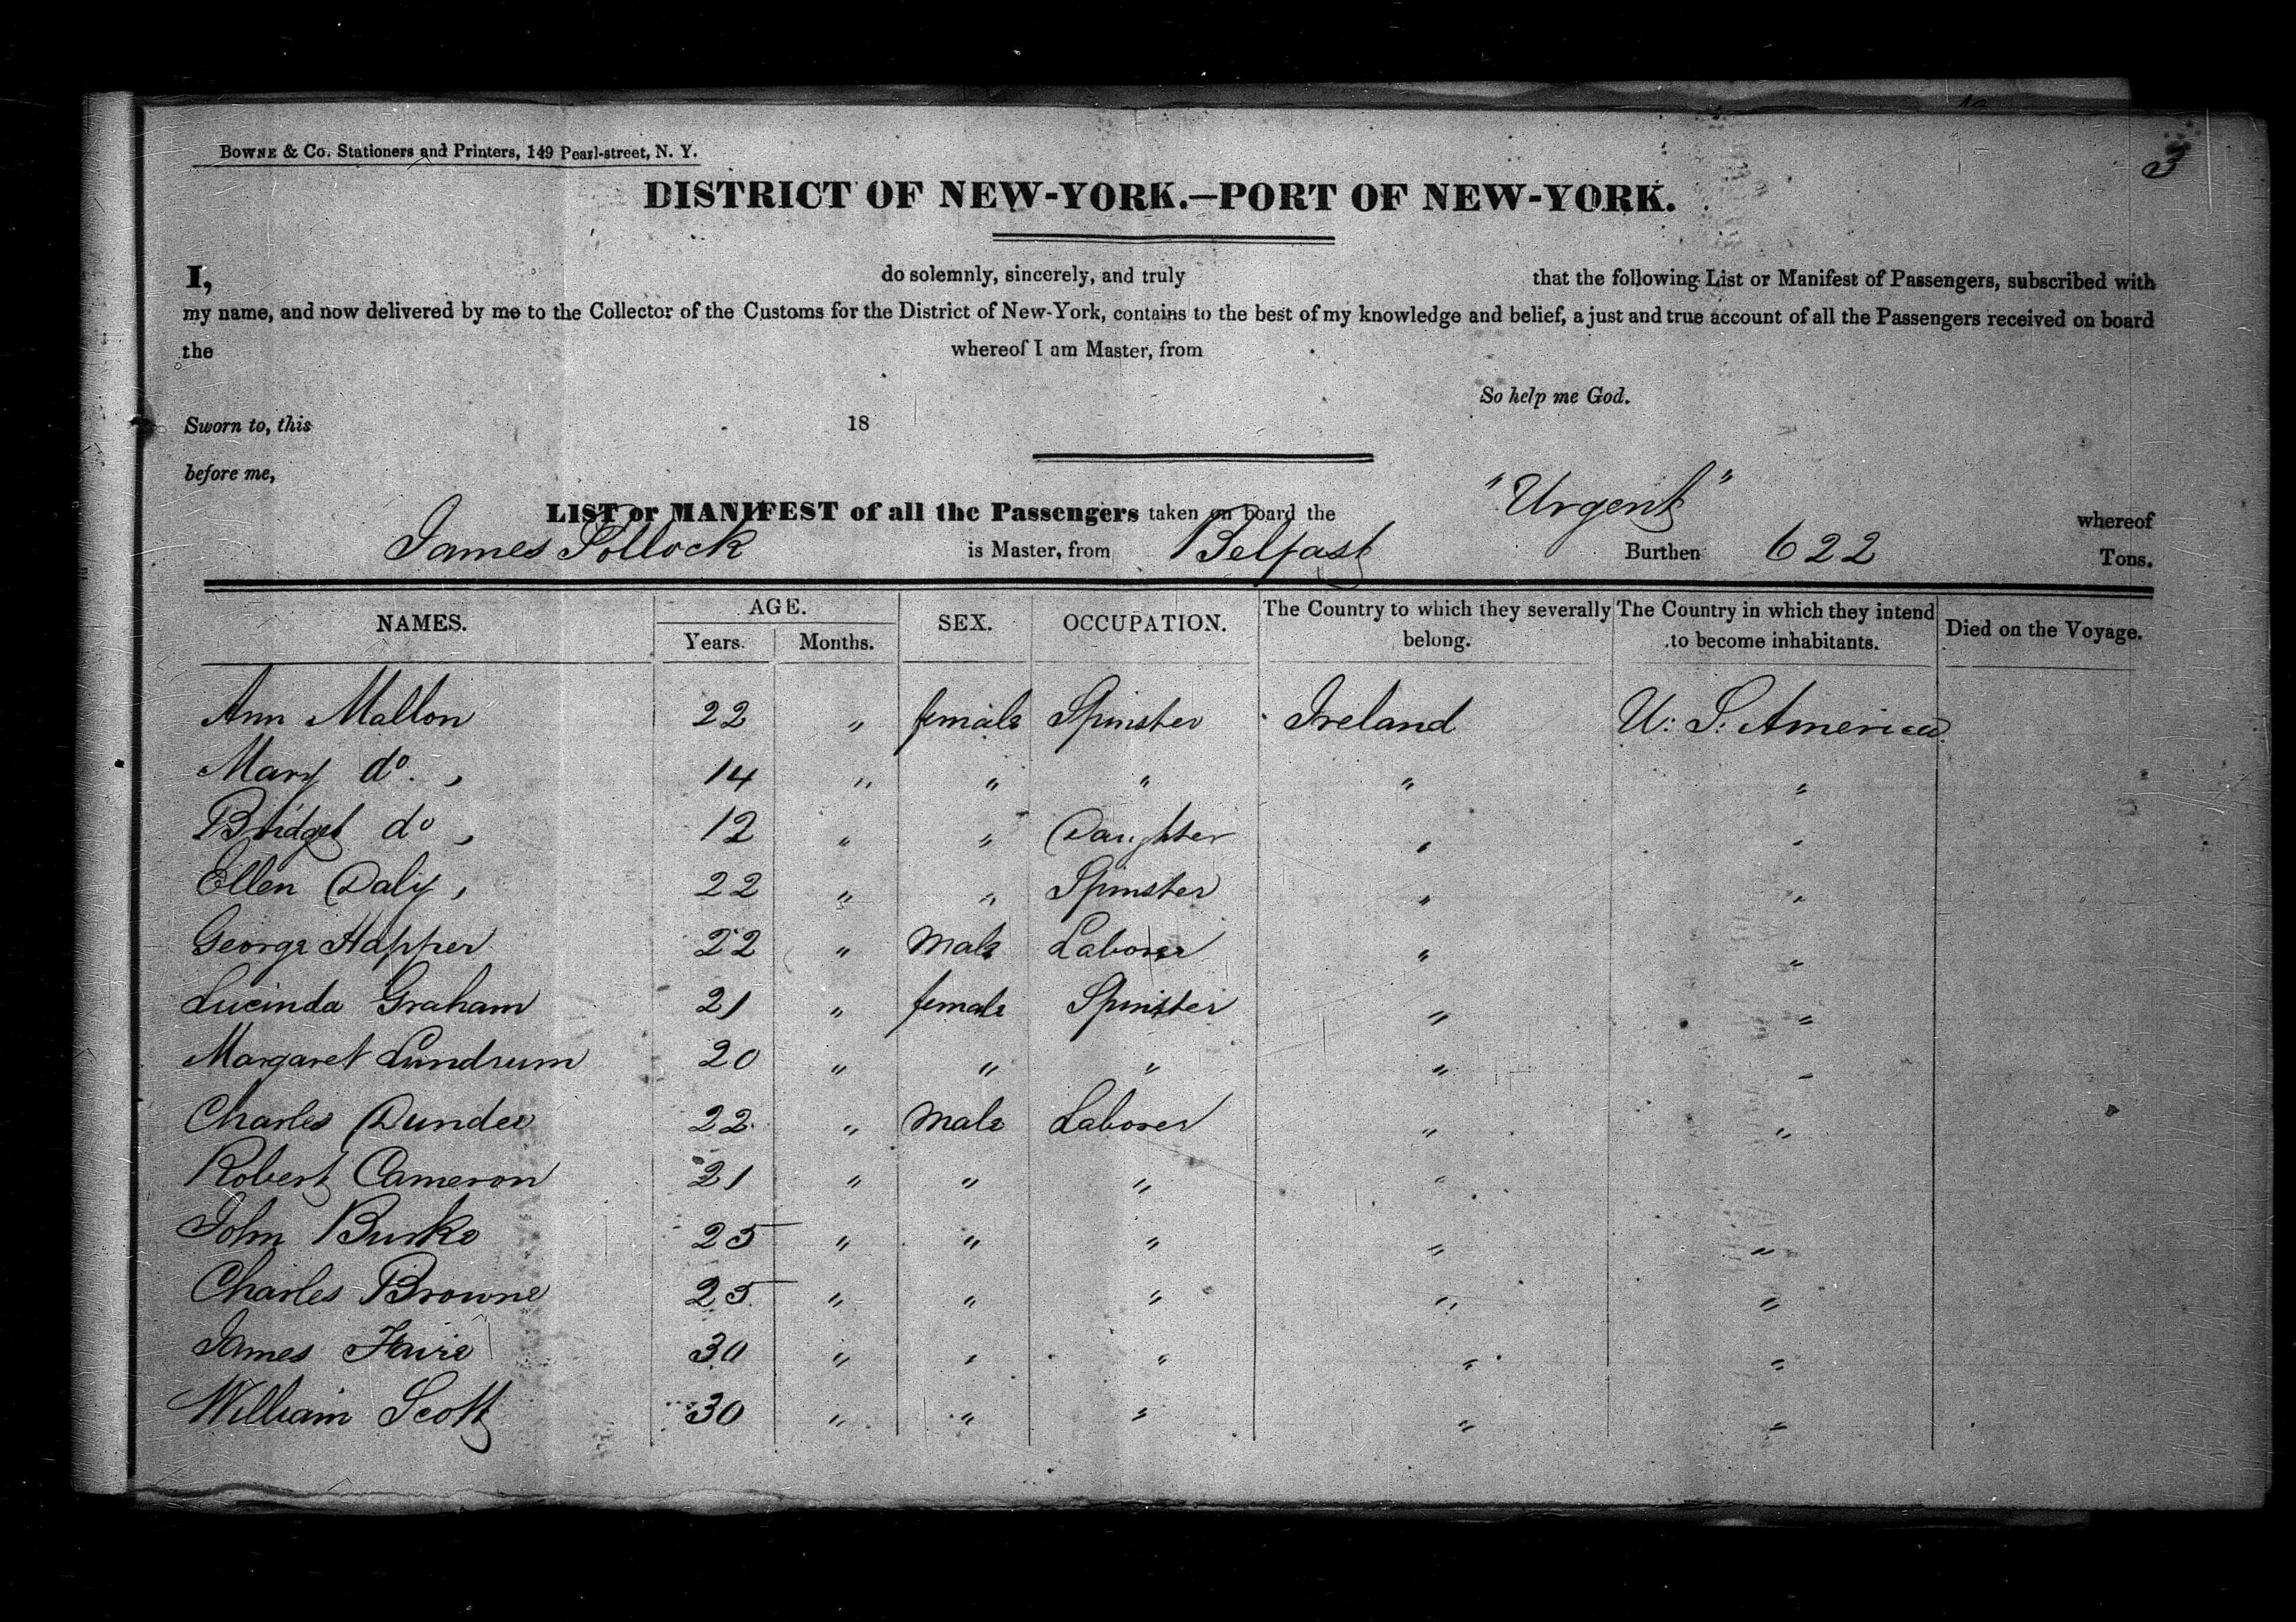 BOWNE & Co. Stationers and Printers, 149 Pearl-street, N. Y.
3
DISTRICT OF NEW-YORK.—PORT OF NEW-YORK.
I, do solemnly, sincerely, and truly that the following List or Manifest of Passengers, subscribed with
my name, and now delivered by me to the Collector of the Customs for the District of New-York, contains to the best of my knowledge and belief, a just and true account of all the Passengers received on board
the whereof I am Master, from
So help me God.
Sworn to, this 18
before me,
LIST or MANIFEST of all the Passengers taken on board the "Urgent" whereof
James Pollock is Master, from Belfast Burthen 622 Tons.
NAMES. AGE. SEX. OCCUPATION. The Country to which they severally belong. The Country in which they intend to become inhabitants. Died on the Voyage.
Years. Months.
Ann Mallon 22 " female Spinster Ireland U: S: America
Mary do. , 14 " " " " "
Bridget do , 12 " " Daughter " "
Ellen Daly , 22 " " Spinster " "
George Happer 22 " Male Laborer " "
Lucinda Graham 21 " female Spinster " "
Margaret Lundrum 20 " " " " "
Charles Dundee 22 " Male Laborer " "
Robert Cameron 21 " " " "
John Burke 25 " " " " "
Charles Browne 25 " " " " "
James Haire 30 " " " " "
William Scott 30 " " " " "